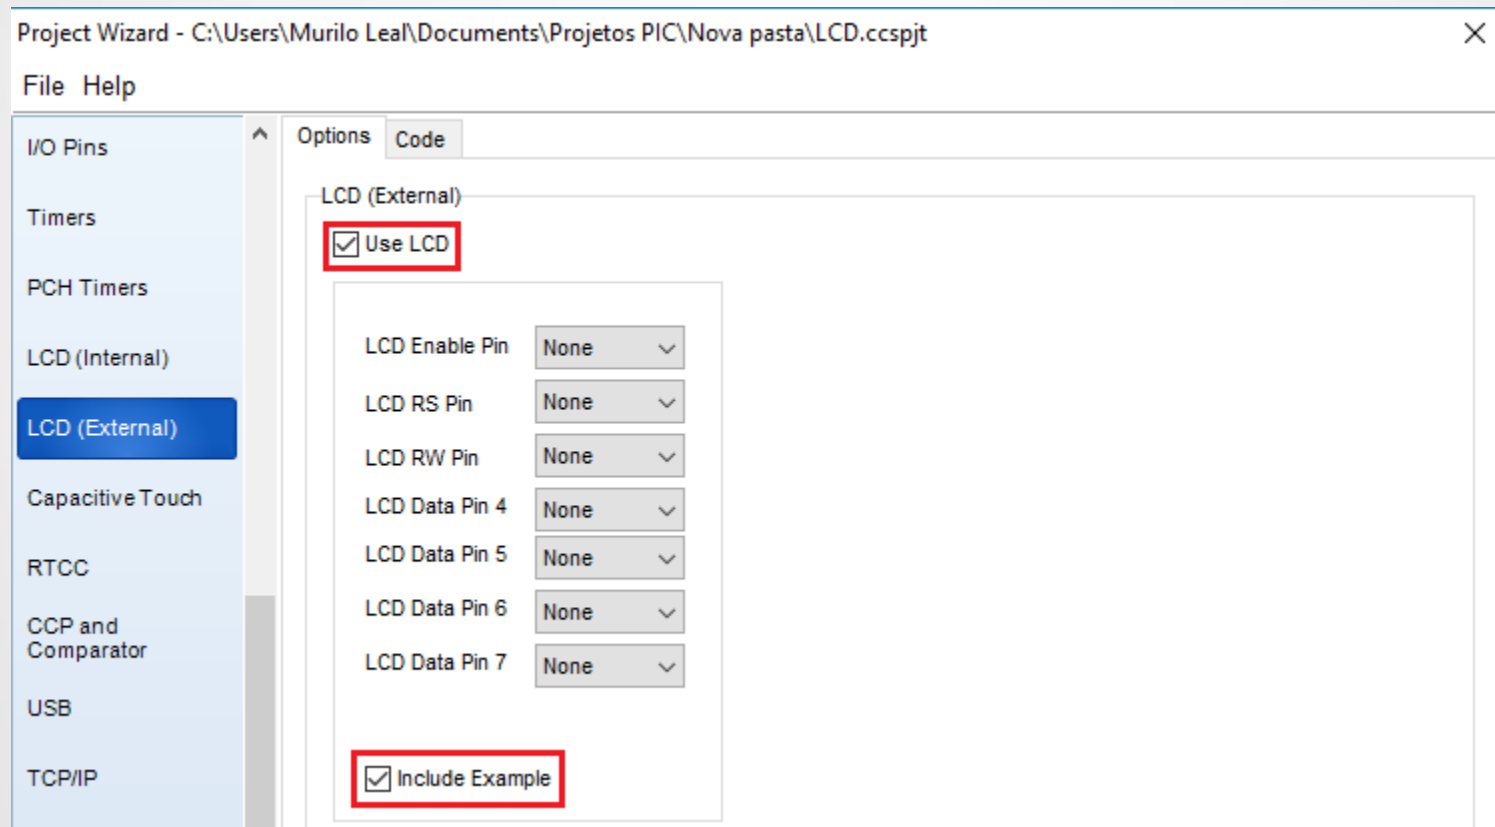 Project Wizard - C:\Users\Murilo Leal\Documents\Projetos PIC\Nova pasta\LCD.ccspjt
File Help
I/O Pins
Timers
PCH Timers
LCD (Internal)
LCD (External)
Capacitive Touch
RTCC
CCP and
Comparator
USB
TCP/IP
Options Code
LCD (External)
Use LCD
LCD Enable Pin None
LCD RS Pin None
LCD RW Pin None
LCD Data Pin 4 None
LCD Data Pin 5 None
LCD Data Pin 6 None
LCD Data Pin 7 None
Include Example